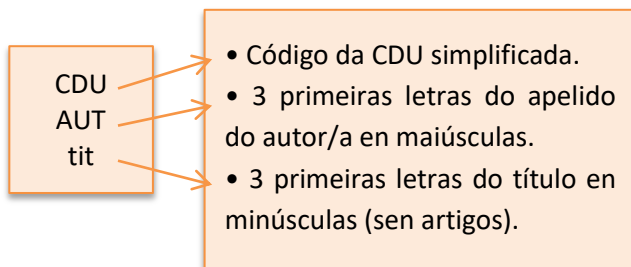 CDU
AUT
tit
• Código da CDU simplificada.
• 3 primeiras letras do apelido
do autor/a en maiúsculas.
• 3 primeiras letras do título en
minúsculas (sen artigos).